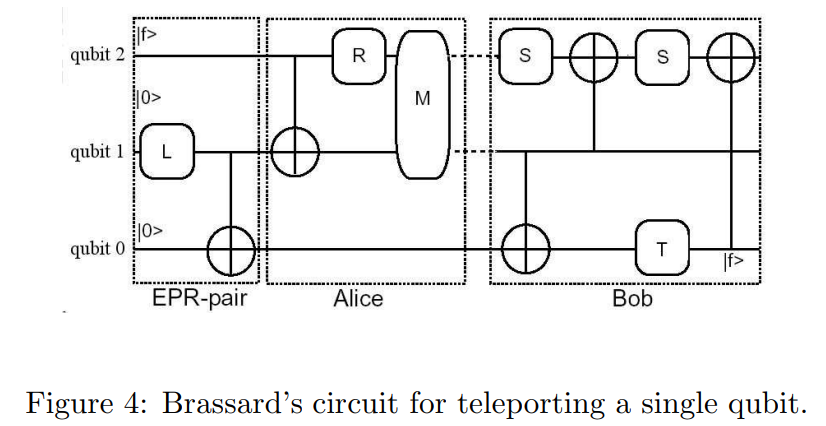 |f>
qubit 2 R S S
|0>
M
qubit 1 L
|0>
qubit 0 T
|f>
EPR-pair Alice Bob
Figure 4: Brassard's circuit for teleporting a single qubit.